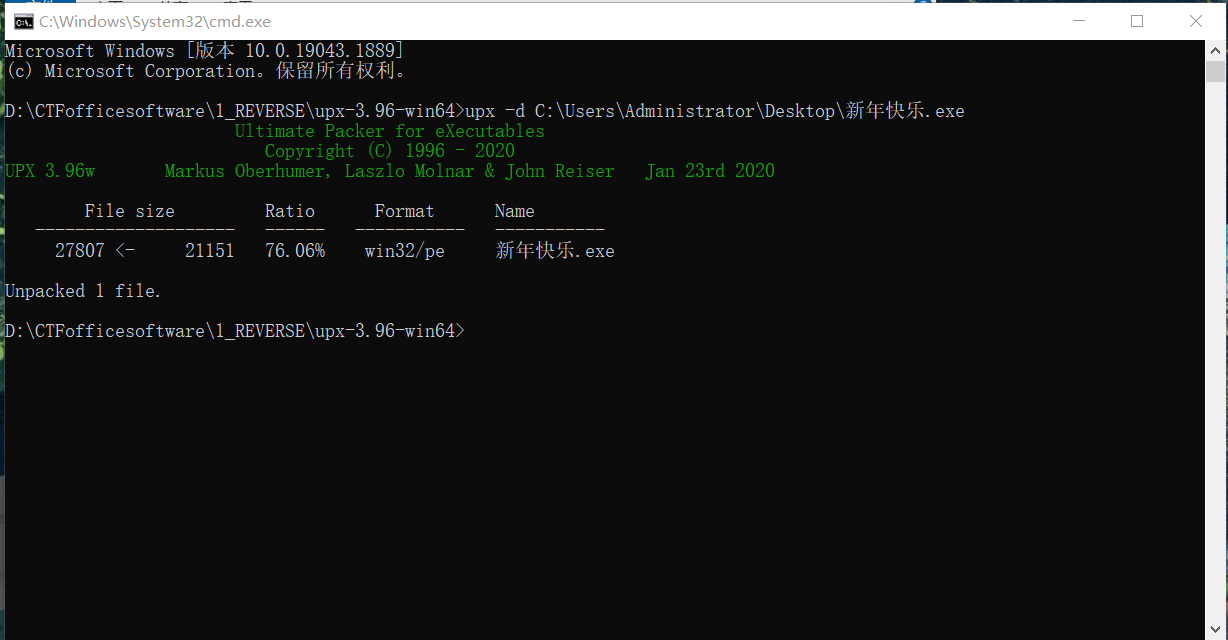 C:\Windows\System32\cmd.exe
Microsoft Windows [版本 10.0.19043.1889]
(c) Microsoft Corporation。保留所有权利。
D:\CTFofficesoftware\1_REVERSE\upx-3.96-win64>upx -d C:\Users\Administrator\Desktop\新年快乐.exe
Ultimate Packer for eXecutables
Copyright (C) 1996 - 2020
UPX 3.96w Markus Oberhumer, Laszlo Molnar & John Reiser Jan 23rd 2020
File size Ratio Format Name
-------------------- ------ ----------- -----------
27807 <- 21151 76.06% win32/pe 新年快乐.exe
Unpacked 1 file.
D:\CTFofficesoftware\1_REVERSE\upx-3.96-win64>